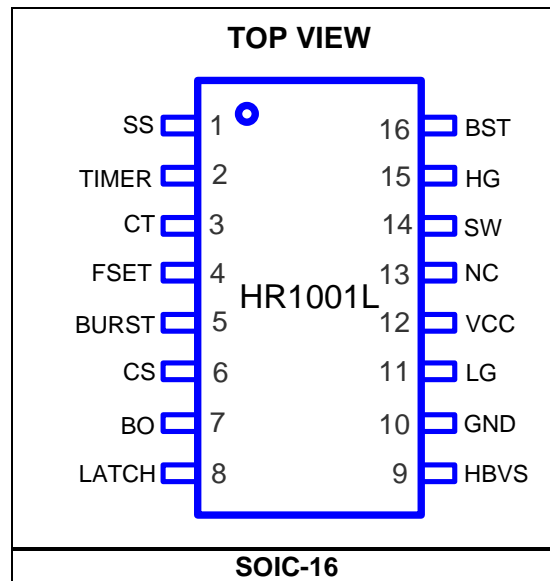 TOP VIEW
SS 1 16 BST
TIMER 2 15 HG
CT 3 14 SW
FSET 4 13 NC
HR1001L
BURST 5 12 VCC
CS 6 11 LG
BO 7 10 GND
LATCH 8 9 HBVS
SOIC-16